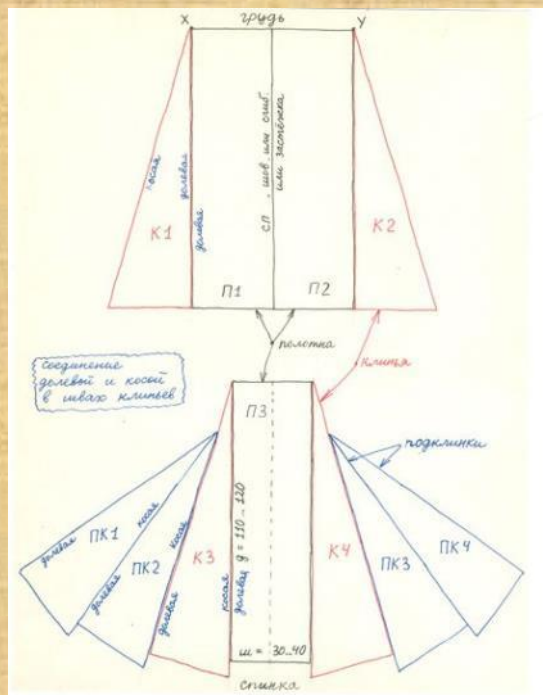 X грудь Y
косая
долевая
долевая
СП , шов. или сгиб.
или застёжка
К1
К2
П1 П2
полотна
клинья
соединение
долевой и косой
в швах клиньев
П3
подклинки
долевая
ПК1
косая
долевая
ПК2
косая
долевая
К3
косая
долевая д = 110 .. 120
К4
ПК3
ПК4
ш = 30..40
спинка